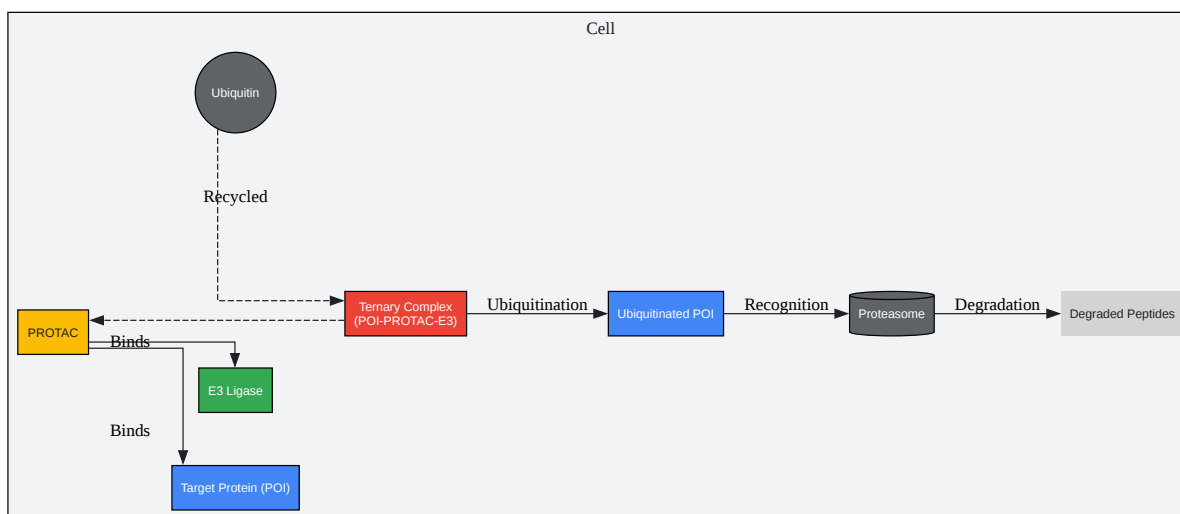 Cell
Ubiquitin
Recycled
Ternary Complex
(POI-PROTAC-E3)
Ubiquitination
Ubiquitinated POI
Recognition
Proteasome
Degradation
Degraded Peptides
PROTAC
Binds
E3 Ligase
Binds
Target Protein (POI)